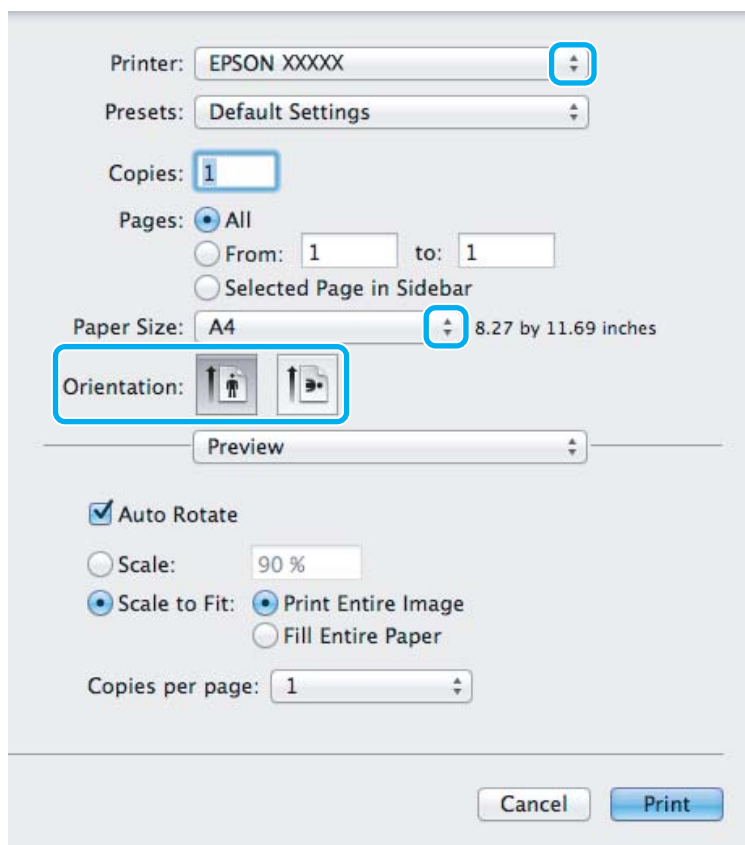 Printer: EPSON XXXXX
Presets: Default Settings
Copies: 1
Pages: All
From: 1 to: 1
Selected Page in Sidebar
Paper Size: A4 8.27 by 11.69 inches
Orientation:
Preview
Auto Rotate
Scale: 90 %
Scale to Fit: Print Entire Image
Fill Entire Paper
Copies per page: 1
Cancel Print